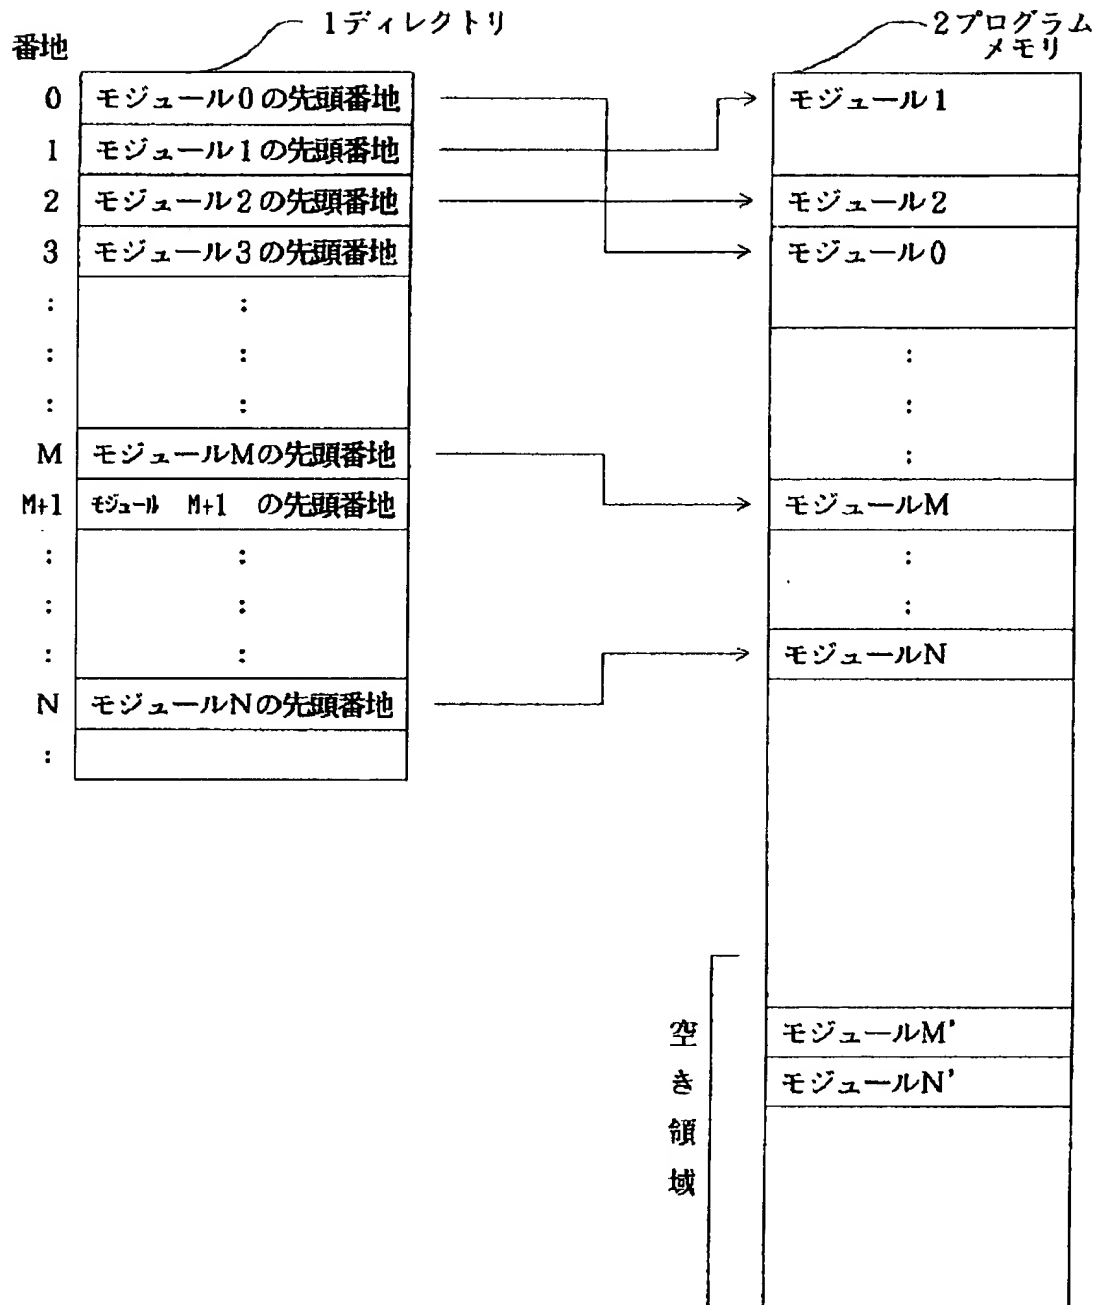 1ディレクトリ
番地
0 モジュール0の先頭番地
1 モジュール1の先頭番地
2 モジュール2の先頭番地
3 モジュール3の先頭番地
: :
: :
: :
M モジュールMの先頭番地
M+1 モジュール M+1 の先頭番地
: :
: :
: :
N モジュールNの先頭番地
:
2プログラム
メモリ
モジュール1
モジュール2
モジュール0
:
:
:
モジュールM
:
:
モジュールN
空き領域
モジュールM'
モジュールN'